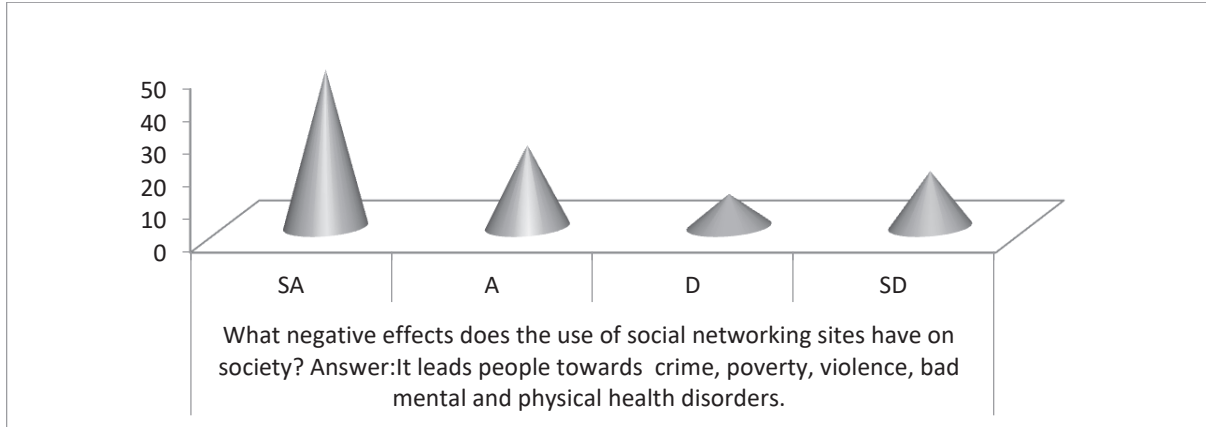 50
40
30
20
10
0
SA A D SD
What negative effects does the use of social networking sites have on
society? Answer:It leads people towards  crime, poverty, violence, bad
mental and physical health disorders.